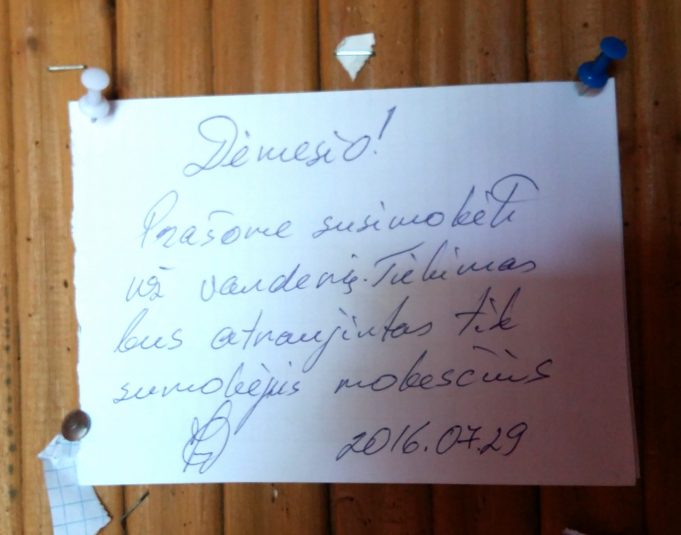 Dėmesio!
Prašome susimokėti
už vandenį. Tiekimas
bus atnaujintas tik
sumokėjus mokesčius
2016.07.29